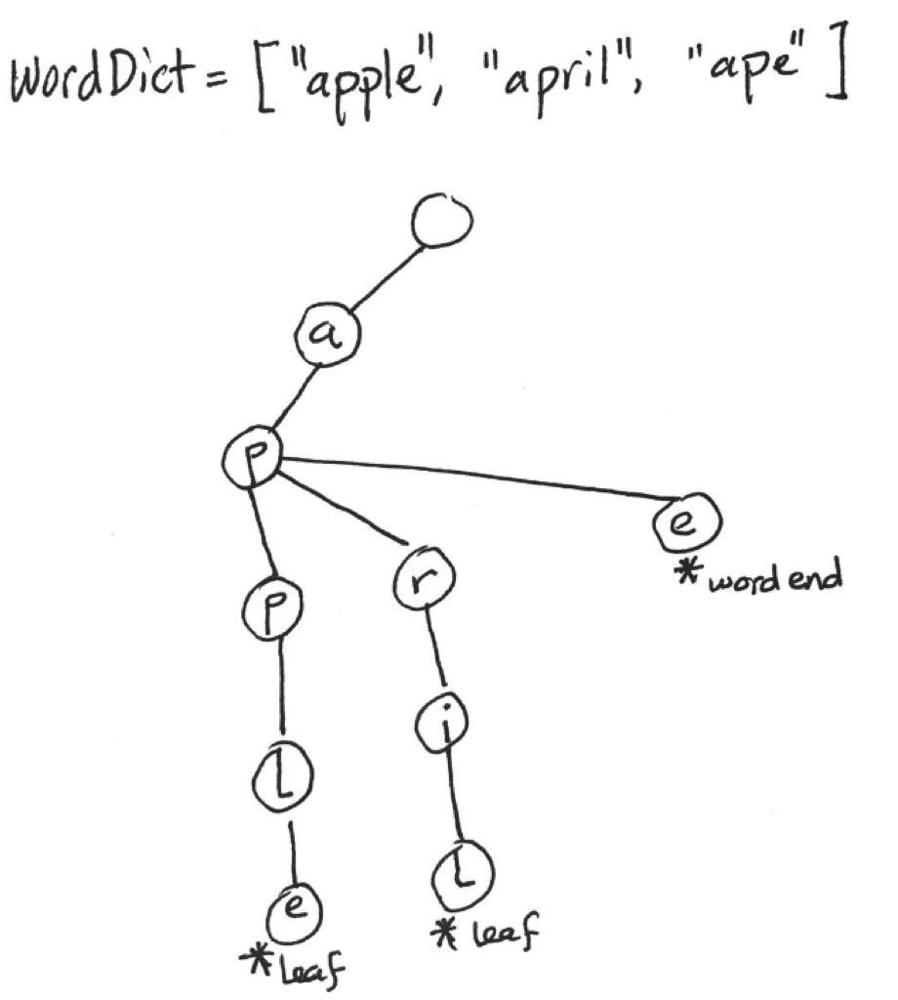 WordDict = ["apple", "april", "ape"]
a
P
e
* word end
r
P
i
L
L
* leaf
e
* Leaf